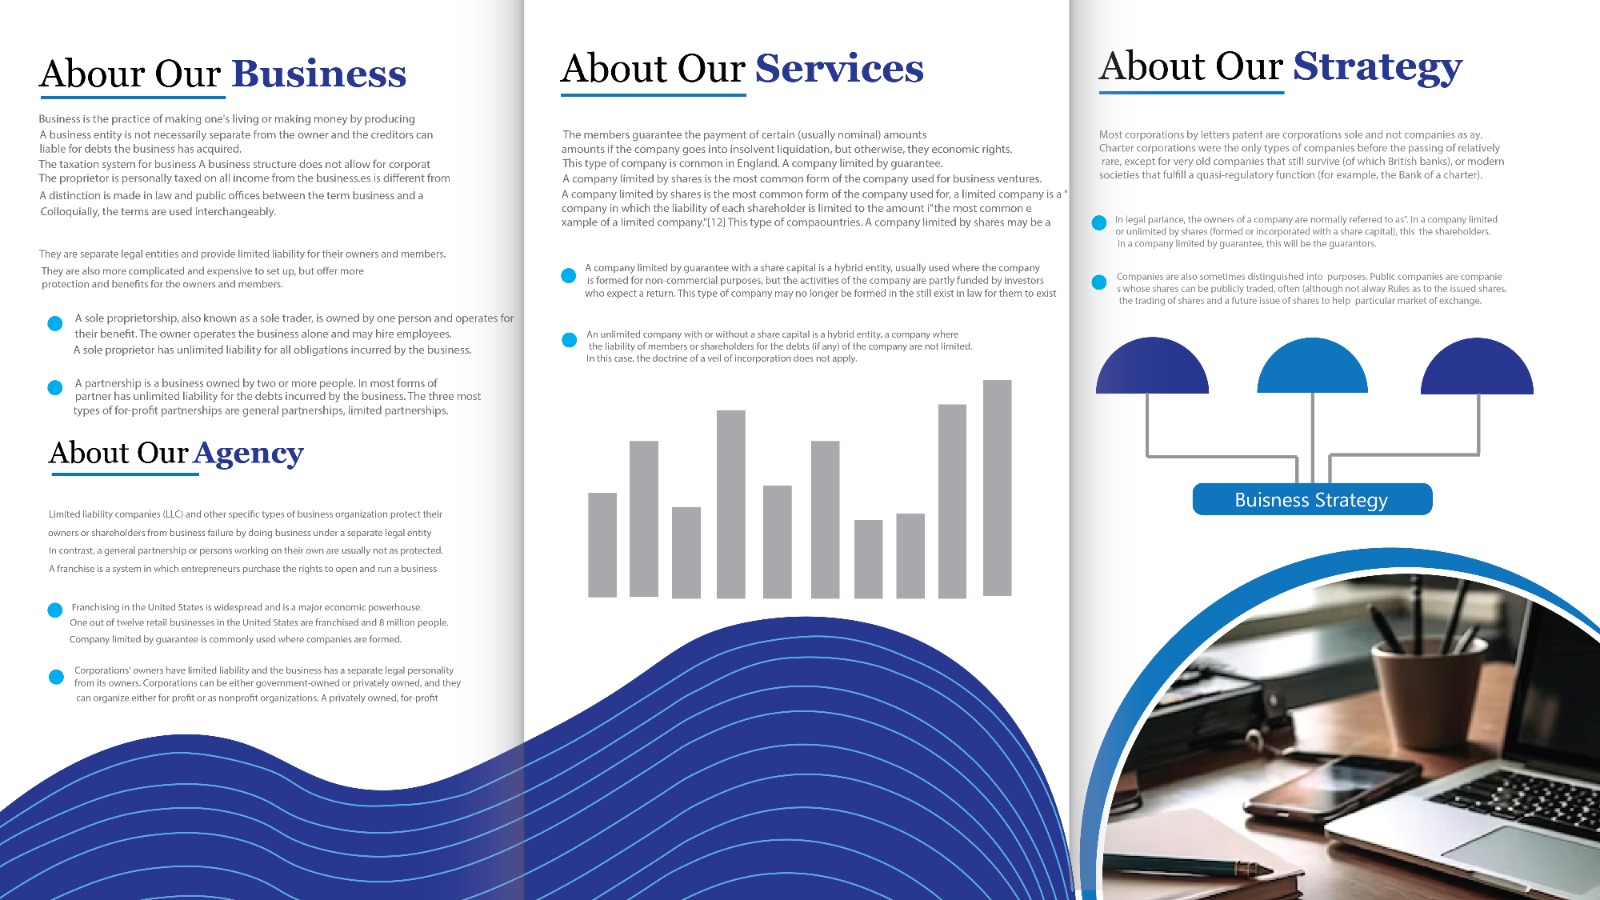 Abour Our Business
Business is the practice of making one's living or making money by producing
A business entity is not necessarily separate from the owner and the creditors can
liable for debts the business has acquired.
The taxation system for business A business structure does not allow for corporat
The proprietor is personally taxed on all income from the business.es is different from
A distinction is made in law and public offices between the term business and a
Colloquially, the terms are used interchangeably.
They are separate legal entities and provide limited liability for their owners and members.
They are also more complicated and expensive to set up, but offer more
protection and benefits for the owners and members.
A sole proprietorship, also known as a sole trader, is owned by one person and operates for
their benefit. The owner operates the business alone and may hire employees.
A sole proprietor has unlimited liability for all obligations incurred by the business.
A partnership is a business owned by two or more people. In most forms of
partner has unlimited liability for the debts incurred by the business. The three most
types of for-profit partnerships are general partnerships, limited partnerships.
About Our Agency
Limited liability companies (LLC) and other specific types of business organization protect their
owners or shareholders from business failure by doing business under a separate legal entity
In contrast, a general partnership or persons working on their own are usually not as protected.
A franchise is a system in which entrepreneurs purchase the rights to open and run a business
Franchising in the United States is widespread and is a major economic powerhouse.
One out of twelve retail businesses in the United States are franchised and 8 million people.
Company limited by guarantee is commonly used where companies are formed.
Corporations' owners have limited liability and the business has a separate legal personality
from its owners. Corporations can be either government-owned or privately owned, and they
can organize either for profit or as nonprofit organizations. A privately owned, for-profit
About Our Services
The members guarantee the payment of certain (usually nominal) amounts
amounts if the company goes into insolvent liquidation, but otherwise, they economic rights.
This type of company is common in England. A company limited by guarantee.
A company limited by shares is the most common form of the company used for business ventures.
A company limited by shares is the most common form of the company used for, a limited company is a "
company in which the liability of each shareholder is limited to the amount i"the most common e
xample of a limited company."[12] This type of compaountries. A company limited by shares may be a
A company limited by guarantee with a share capital is a hybrid entity, usually used where the company
is formed for non-commercial purposes, but the activities of the company are partly funded by investors
who expect a return. This type of company may no longer be formed in the still exist in law for them to exist
An unlimited company with or without a share capital is a hybrid entity, a company where
the liability of members or shareholders for the debts (if any) of the company are not limited.
In this case, the doctrine of a veil of incorporation does not apply.
About Our Strategy
Most corporations by letters patent are corporations sole and not companies as ay.
Charter corporations were the only types of companies before the passing of relatively
rare, except for very old companies that still survive (of which British banks), or modern
societies that fulfill a quasi-regulatory function (for example, the Bank of a charter).
In legal parlance, the owners of a company are normally referred to as". In a company limited
or unlimited by shares (formed or incorporated with a share capital), this the shareholders.
In a company limited by guarantee, this will be the guarantors.
Companies are also sometimes distinguished into purposes. Public companies are companie
s whose shares can be publicly traded, often (although not alway Rules as to the issued shares,
the trading of shares and a future issue of shares to help particular market of exchange.
Buisness Strategy